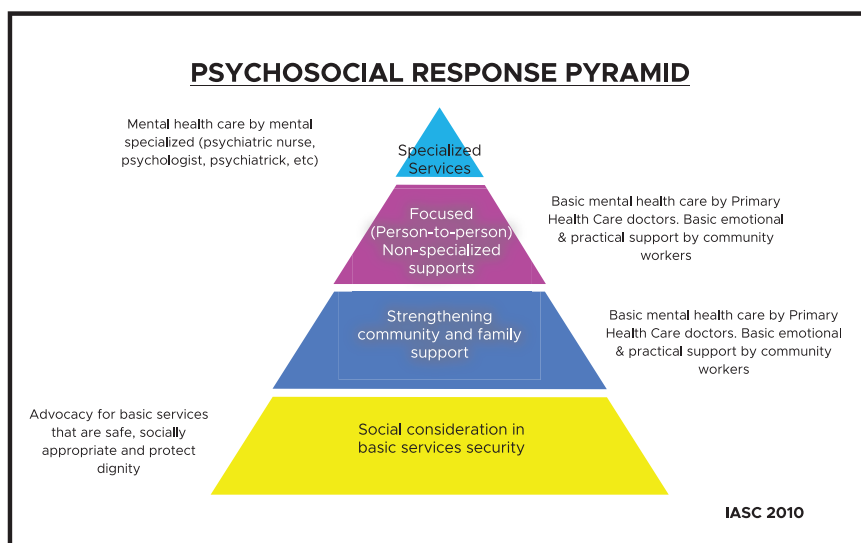 PSYCHOSOCIAL RESPONSE PYRAMID
Mental health care by mental
specialized (psychiatric nurse,
psychologist, psychiatrick, etc)
Specialized
Services
Focused
(Person-to-person)
Non-specialized
supports
Basic mental health care by Primary
Health Care doctors. Basic emotional
& practical support by community
workers
Strengthening
community and family
support
Basic mental health care by Primary
Health Care doctors. Basic emotional
& practical support by community
workers
Advocacy for basic services
that are safe, socially
appropriate and protect
dignity
Social consideration in
basic services security
IASC 2010